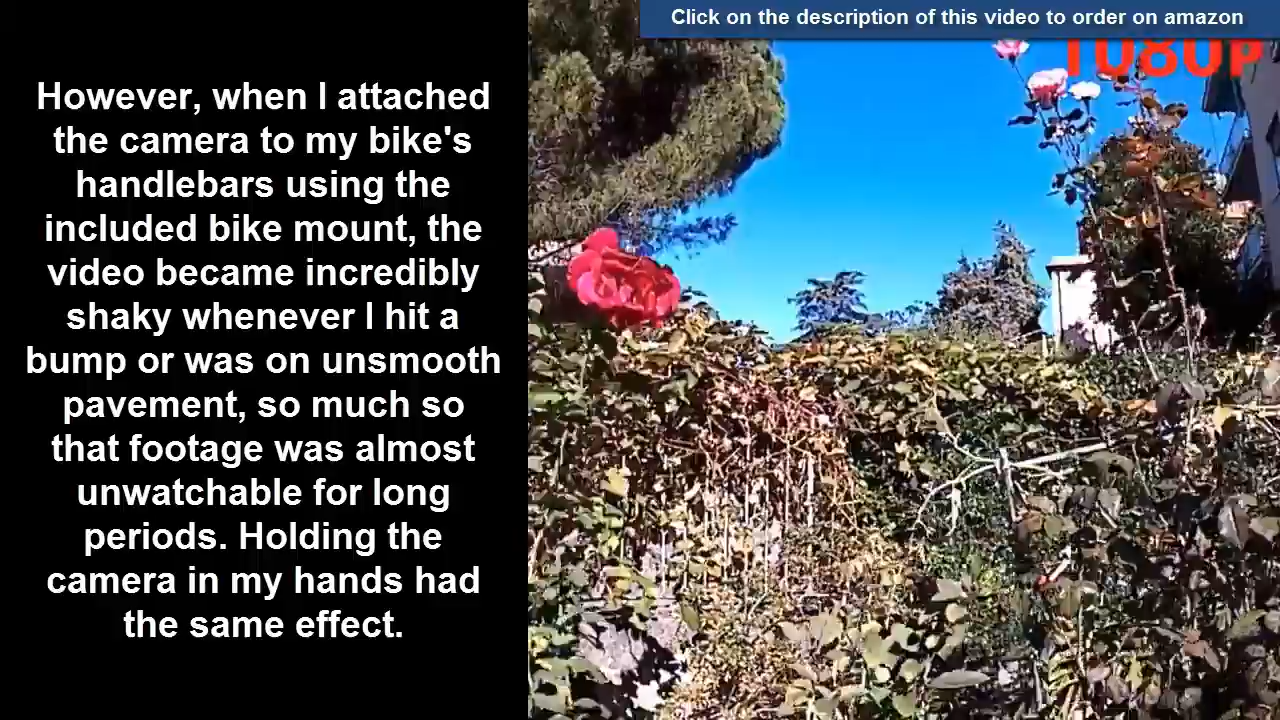 However, when I attached
the camera to my bike's
handlebars using the
included bike mount, the
video became incredibly
shaky whenever I hit a
bump or was on unsmooth
pavement, so much so
that footage was almost
unwatchable for long
periods. Holding the
camera in my hands had
the same effect.
Click on the description of this video to order on amazon
1080P